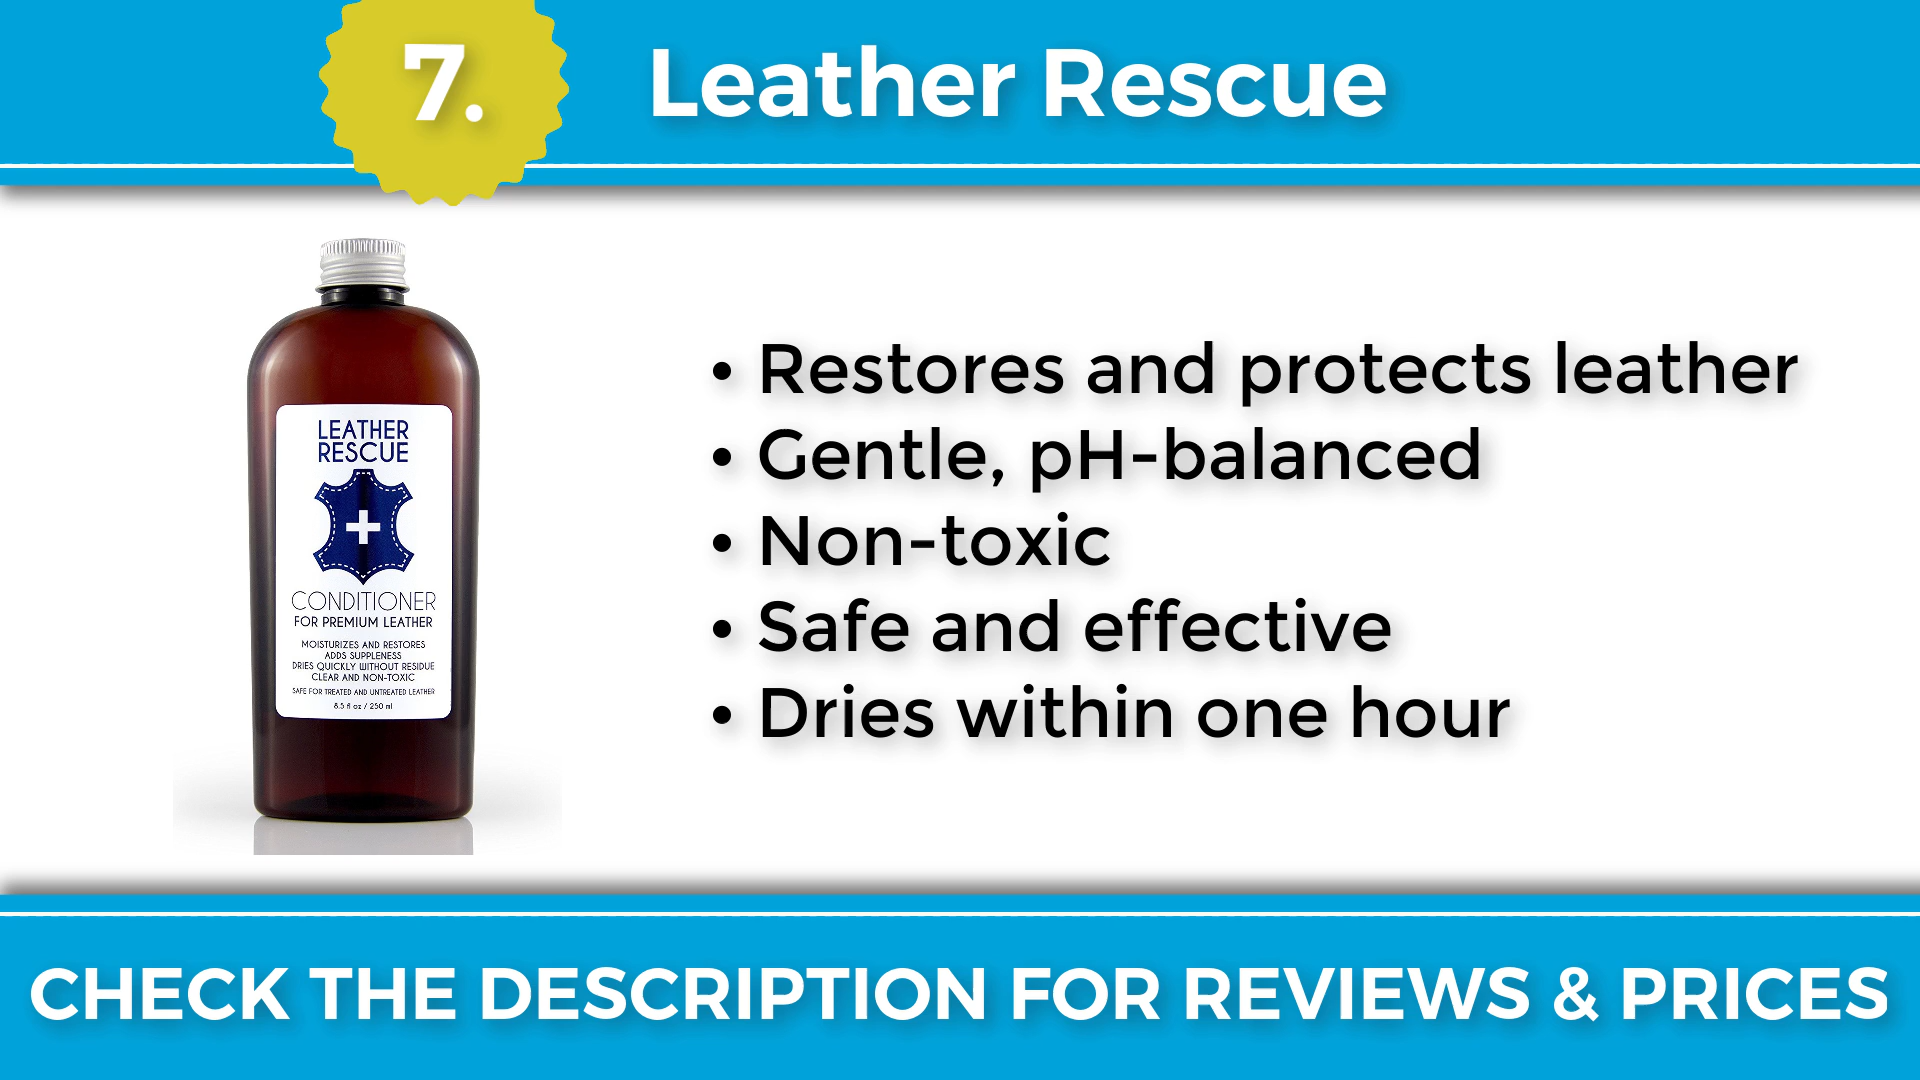 7.
Leather Rescue
LEATHER
RESCUE
CONDITIONER
FOR PREMIUM LEATHER
MOISTURIZES AND RESTORES
ADDS SUPPLENESS
DRIES QUICKLY WITHOUT RESIDUE
CLEAR AND NON-TOXIC
SAFE FOR TREATED AND UNTREATED LEATHER
8.5 fl oz / 250 ml
• Restores and protects leather
• Gentle, pH-balanced
• Non-toxic
• Safe and effective
• Dries within one hour
CHECK THE DESCRIPTION FOR REVIEWS & PRICES